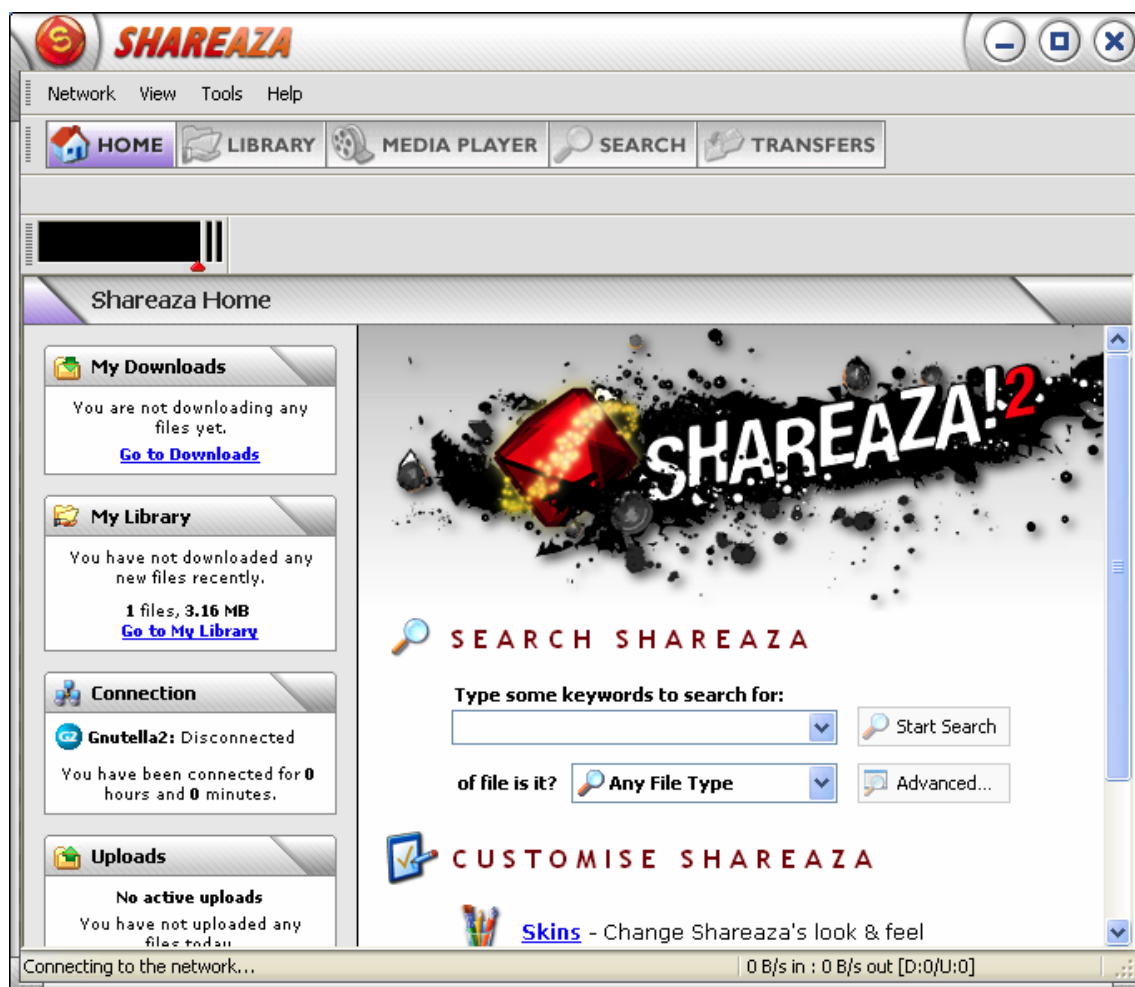 S SHAREAZA
Network View Tools Help
HOME LIBRARY MEDIA PLAYER SEARCH TRANSFERS
Shareaza Home
My Downloads
You are not downloading any
files yet.
Go to Downloads
My Library
You have not downloaded any
new files recently.
1 files, 3.16 MB
Go to My Library
Connection
G2 Gnutella2: Disconnected
You have been connected for 0
hours and 0 minutes.
Uploads
No active uploads
You have not uploaded any
files today
SHAREAZA!2
SEARCH SHAREAZA
Type some keywords to search for:
Start Search
of file is it? Any File Type Advanced...
CUSTOMISE SHAREAZA
Skins - Change Shareaza's look & feel
Connecting to the network... 0 B/s in : 0 B/s out [D:0/U:0]